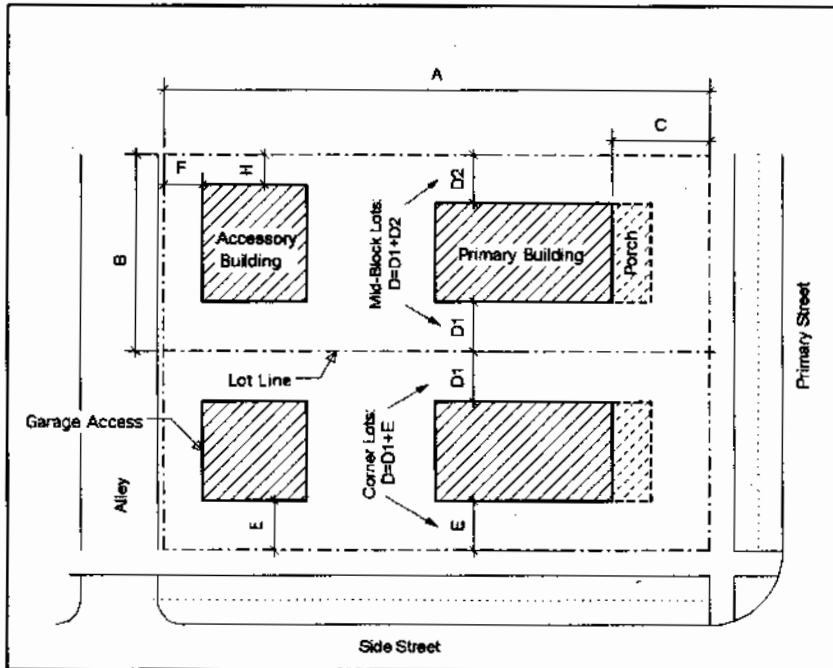 A
C
F
H
D2
B
Mid-Block Lots:
D=D1+D2
Accessory
Building
Primary Building
Porch
D1
Primary Street
Lot Line
D1
Garage Access
Corner Lots:
D=D1+E
Alley
E
E
Side Street